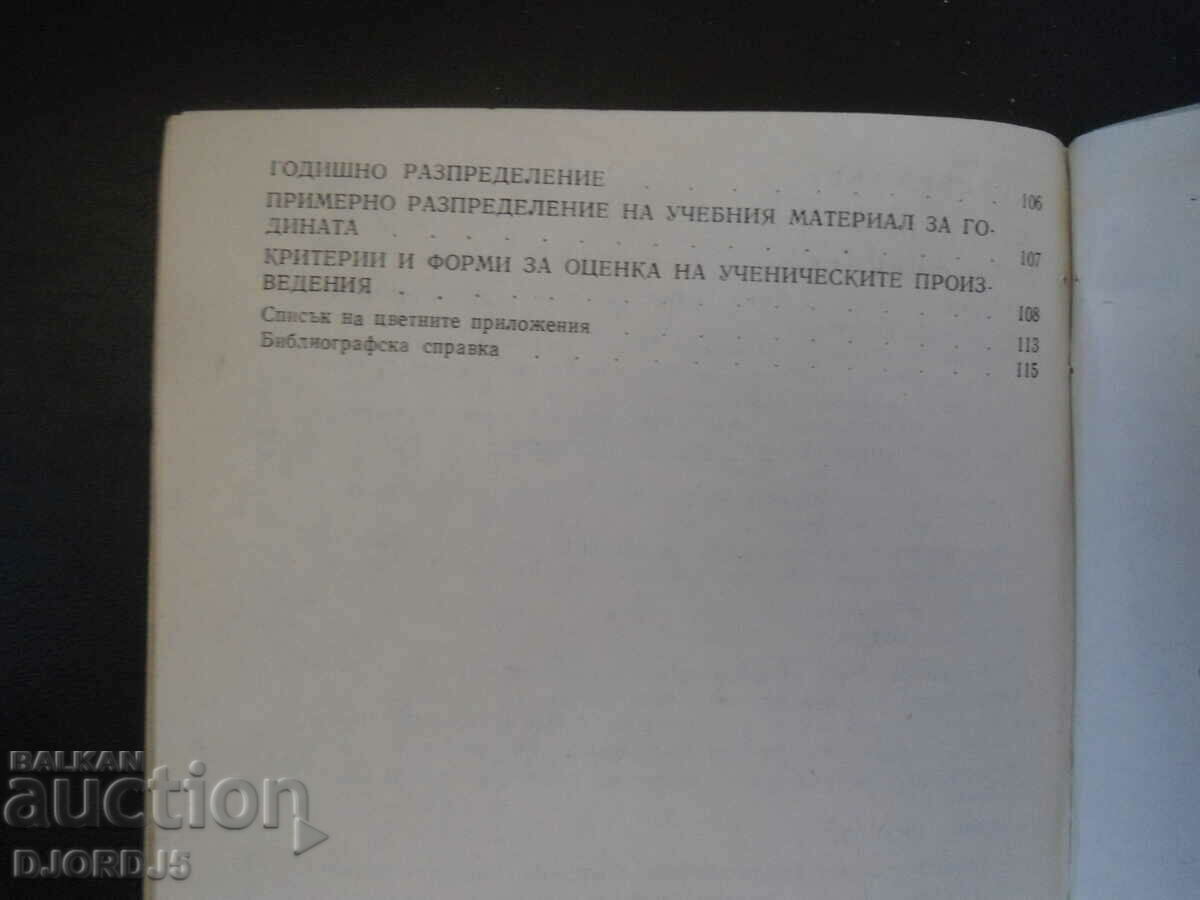 ГОДИШНО РАЗПРЕДЕЛЕНИЕ . . . . . . . . . 106
ПРИМЕРНО РАЗПРЕДЕЛЕНИЕ НА УЧЕБНИЯ МАТЕРИАЛ ЗА ГО-
ДИНАТА . . . . . . . . . . . . . . . . 107
КРИТЕРИИ И ФОРМИ ЗА ОЦЕНКА НА УЧЕНИЧЕСКИТЕ ПРОИЗ-
ВЕДЕНИЯ . . . . . . . . . . . . . . . . 108
Списък на цветните приложения . . . . . . . . . 113
Библиографска справка . . . . . . . . . . . . 115
BALKAN
auction
DJORDJ5